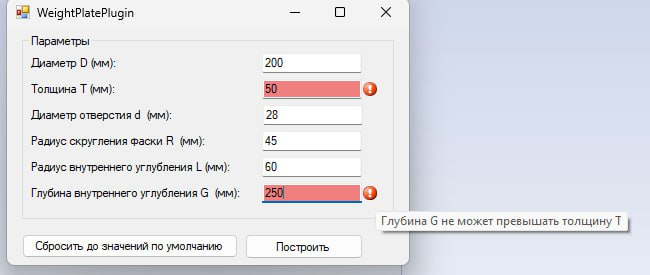 WeightPlatePlugin
Параметры
Диаметр D (мм): 200
Толщина T (мм): 50
Диаметр отверстия d (мм): 28
Радиус скругления фаски R (мм): 45
Радиус внутреннего углубления L (мм): 60
Глубина внутреннего углубления G (мм): 250
Глубина G не может превышать толщину T
Сбросить до значений по умолчанию Построить